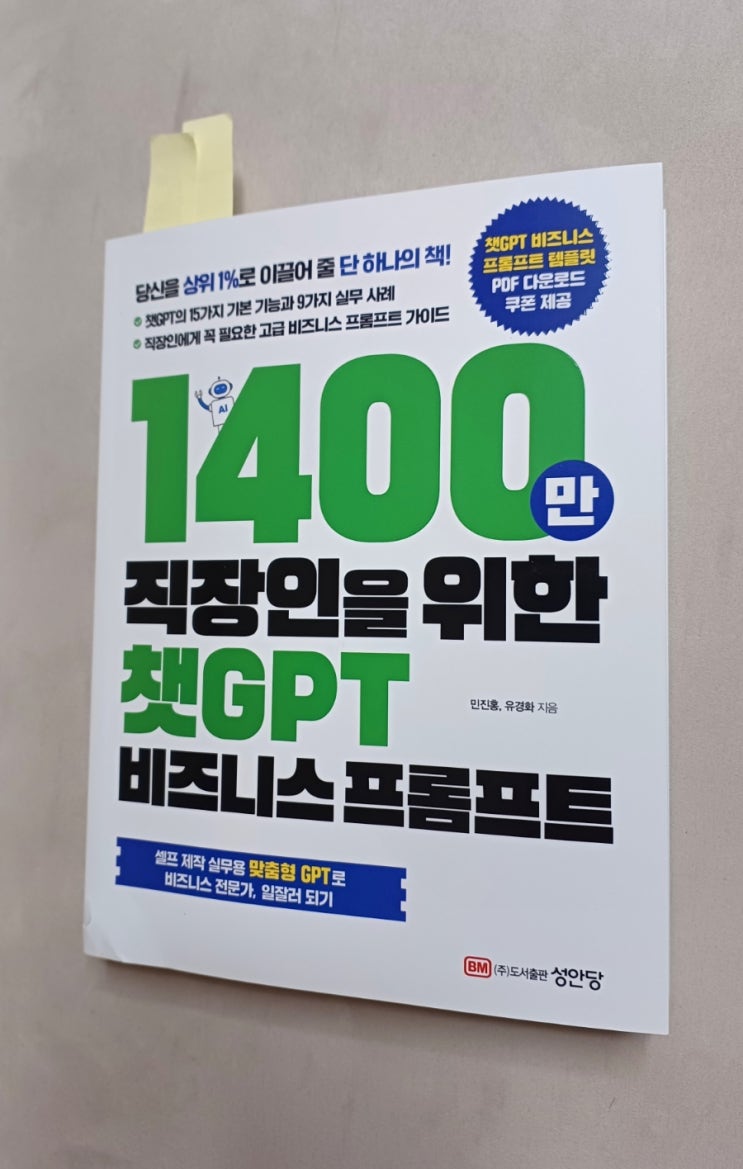 당신을 상위 1%로 이끌어 줄 단 하나의 책!
챗GPT의 15가지 기본 기능과 9가지 실무 사례
직장인에게 꼭 필요한 고급 비즈니스 프롬프트 가이드
챗GPT 비즈니스
프롬프트 템플릿
PDF 다운로드
쿠폰 제공
AI
1400만
직장인을 위한
챗GPT
민진홍, 유경화 지음
비즈니스 프롬프트
셀프 제작 실무용 맞춤형 GPT로
비즈니스 전문가, 일잘러 되기
BM (주)도서출판 성안당